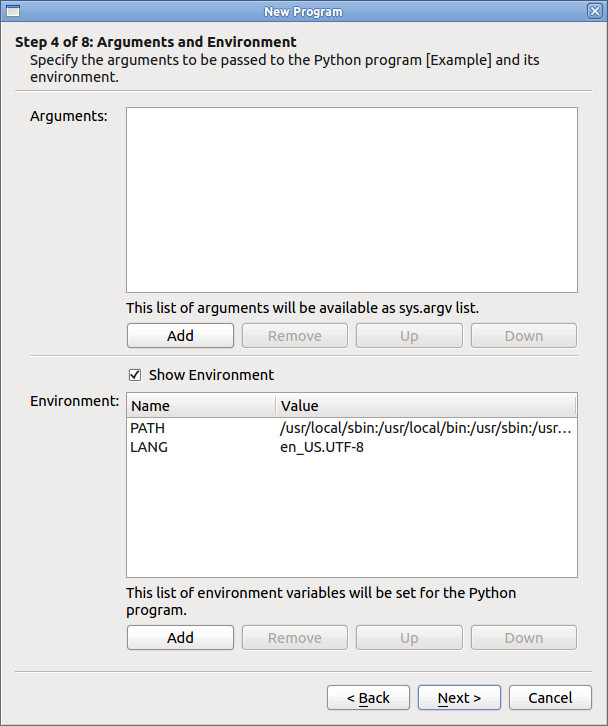 New Program
Step 4 of 8: Arguments and Environment
Specify the arguments to be passed to the Python program [Example] and its
environment.
Arguments:
This list of arguments will be available as sys.argv list.
Add Remove Up Down
Show Environment
Environment:
Name Value
PATH /usr/local/sbin:/usr/local/bin:/usr/sbin:/usr...
LANG en_US.UTF-8
This list of environment variables will be set for the Python
program.
Add Remove Up Down
< Back Next > Cancel